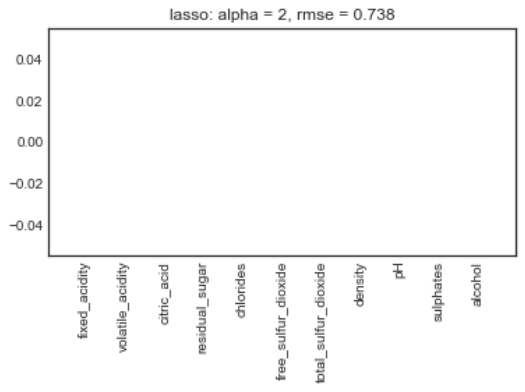 lasso: alpha = 2, rmse = 0.738
0.04
0.02
0.00
−0.02
−0.04
fixed_acidity
volatile_acidity
citric_acid
residual_sugar
chlorides
free_sulfur_dioxide
total_sulfur_dioxide
density
pH
sulphates
alcohol